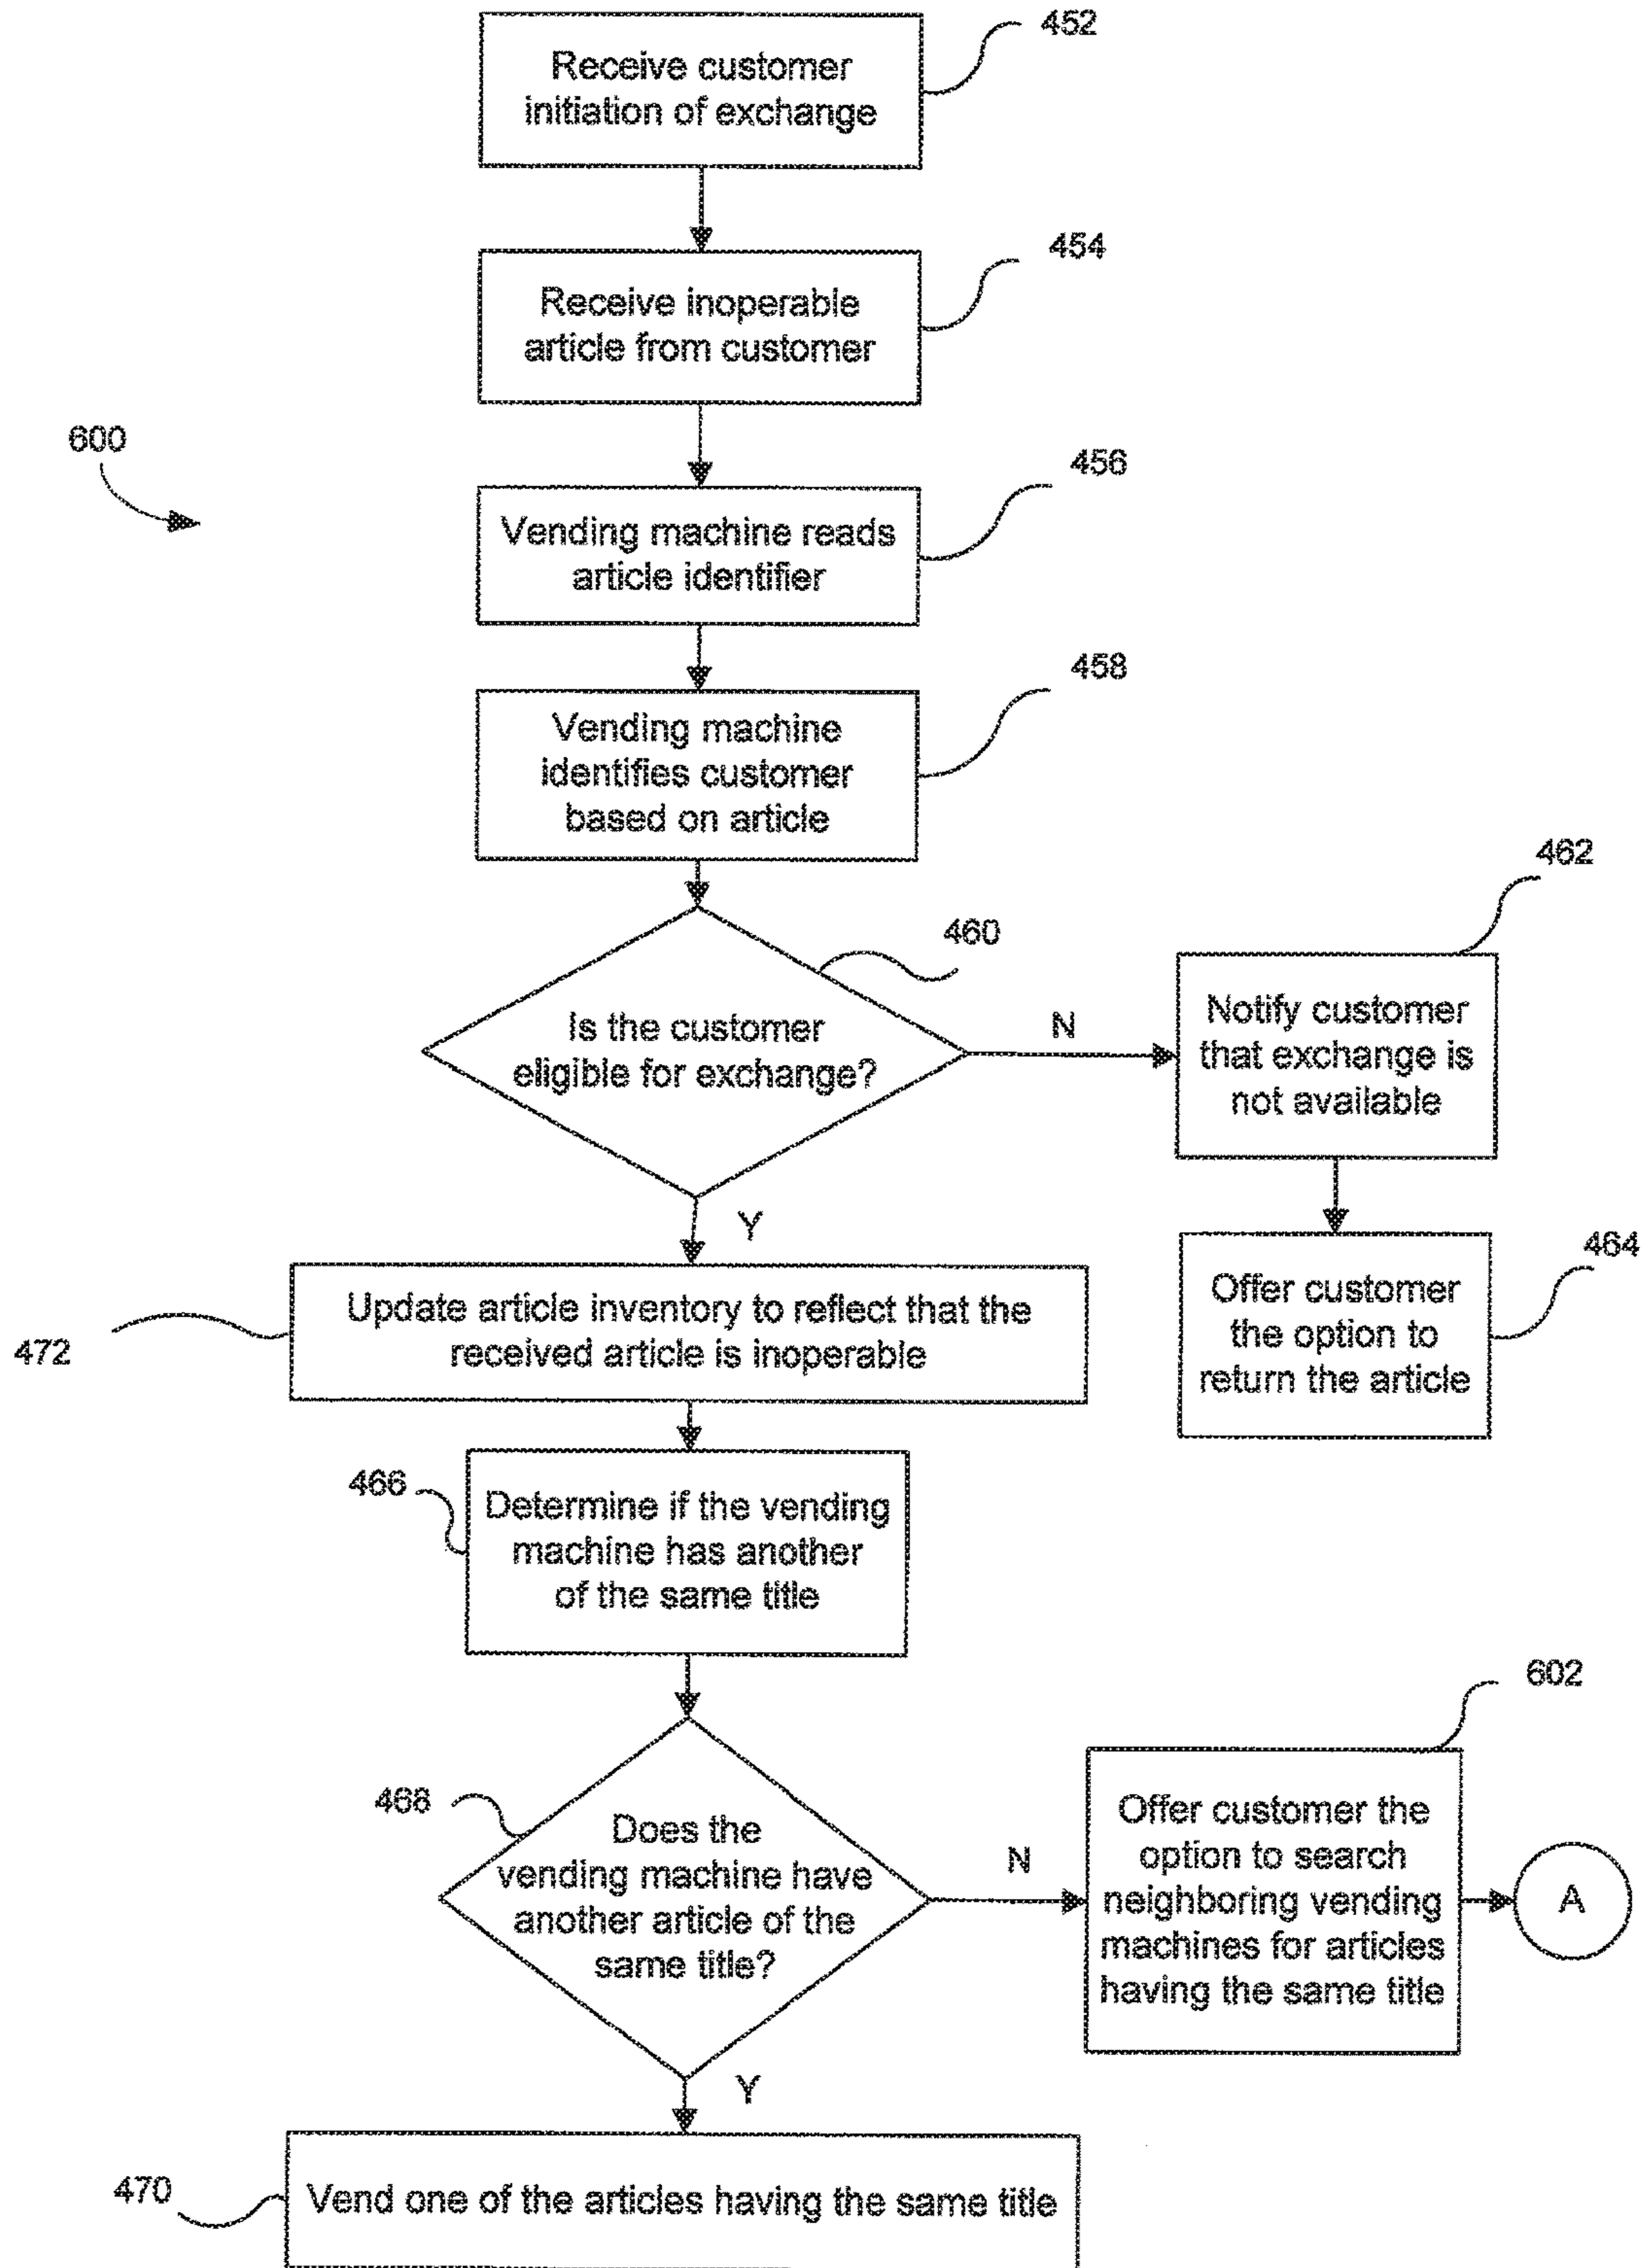 452
Receive customer
initiation of exchange
454
Receive inoperable
article from customer
600
456
Vending machine reads
article identifier
458
Vending machine
identifies customer
based on article
460
Is the customer
eligible for exchange?
N
462
Notify customer
that exchange is
not available
464
Offer customer
the option to
return the article
Y
472
Update article inventory to reflect that the
received article is inoperable
466
Determine if the vending
machine has another
of the same title
468
Does the
vending machine have
another article of the
same title?
N
602
Offer customer the
option to search
neighboring vending
machines for articles
having the same title
A
Y
470
Vend one of the articles having the same title